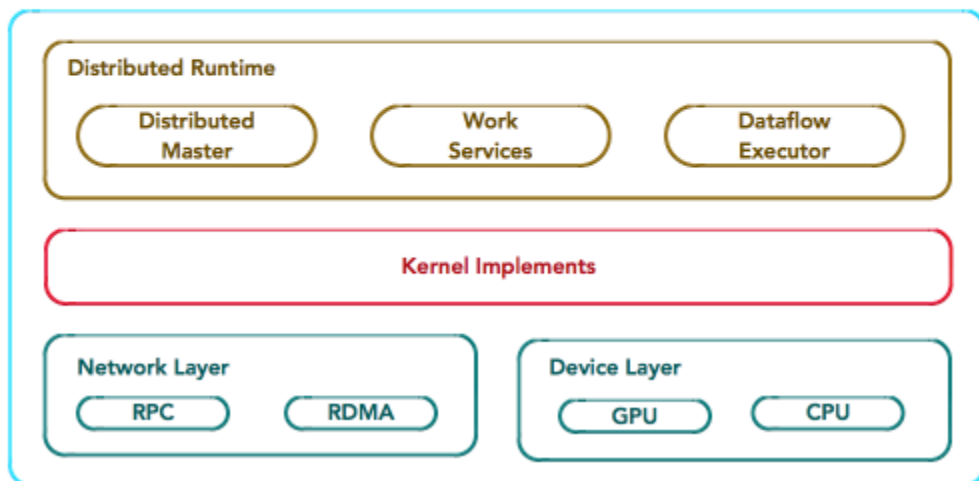 Distributed Runtime
Distributed
Master
Work
Services
Dataflow
Executor
Kernel Implements
Network Layer
RPC
RDMA
Device Layer
GPU
CPU